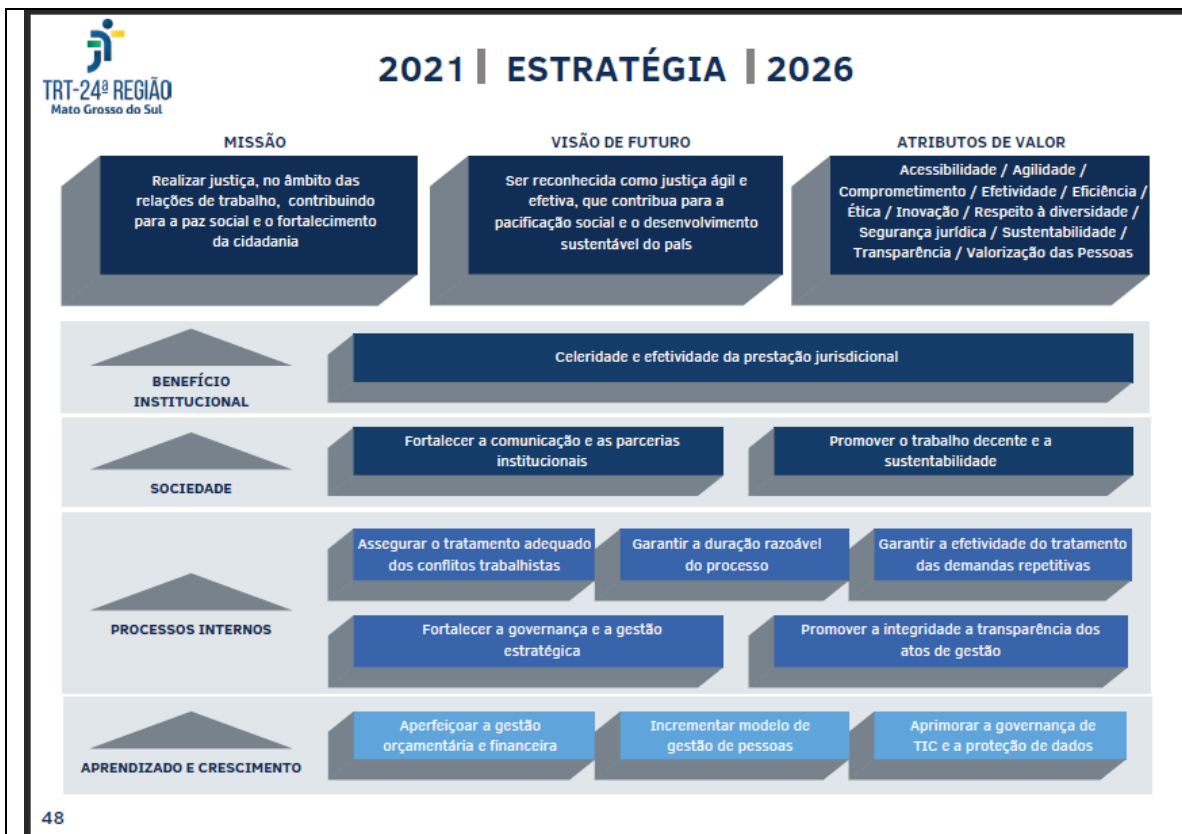 TRT-24ª REGIÃO
Mato Grosso do Sul
2021 | ESTRATÉGIA | 2026
MISSÃO
Realizar justiça, no âmbito das
relações de trabalho, contribuindo
para a paz social e o fortalecimento
da cidadania
VISÃO DE FUTURO
Ser reconhecida como justiça ágil e
efetiva, que contribua para a
pacificação social e o desenvolvimento
sustentável do país
ATRIBUTOS DE VALOR
Acessibilidade / Agilidade /
Comprometimento / Efetividade / Eficiência /
Ética / Inovação / Respeito à diversidade /
Segurança jurídica / Sustentabilidade /
Transparência / Valorização das Pessoas
BENEFÍCIO
INSTITUCIONAL
Celeridade e efetividade da prestação jurisdicional
SOCIEDADE
Fortalecer a comunicação e as parcerias
institucionais
Promover o trabalho decente e a
sustentabilidade
PROCESSOS INTERNOS
Assegurar o tratamento adequado
dos conflitos trabalhistas
Garantir a duração razoável
do processo
Garantir a efetividade do tratamento
das demandas repetitivas
Fortalecer a governança e a gestão
estratégica
Promover a integridade a transparência dos
atos de gestão
APRENDIZADO E CRESCIMENTO
Aperfeiçoar a gestão
orçamentária e financeira
Incrementar modelo de
gestão de pessoas
Aprimorar a governança de
TIC e a proteção de dados
48